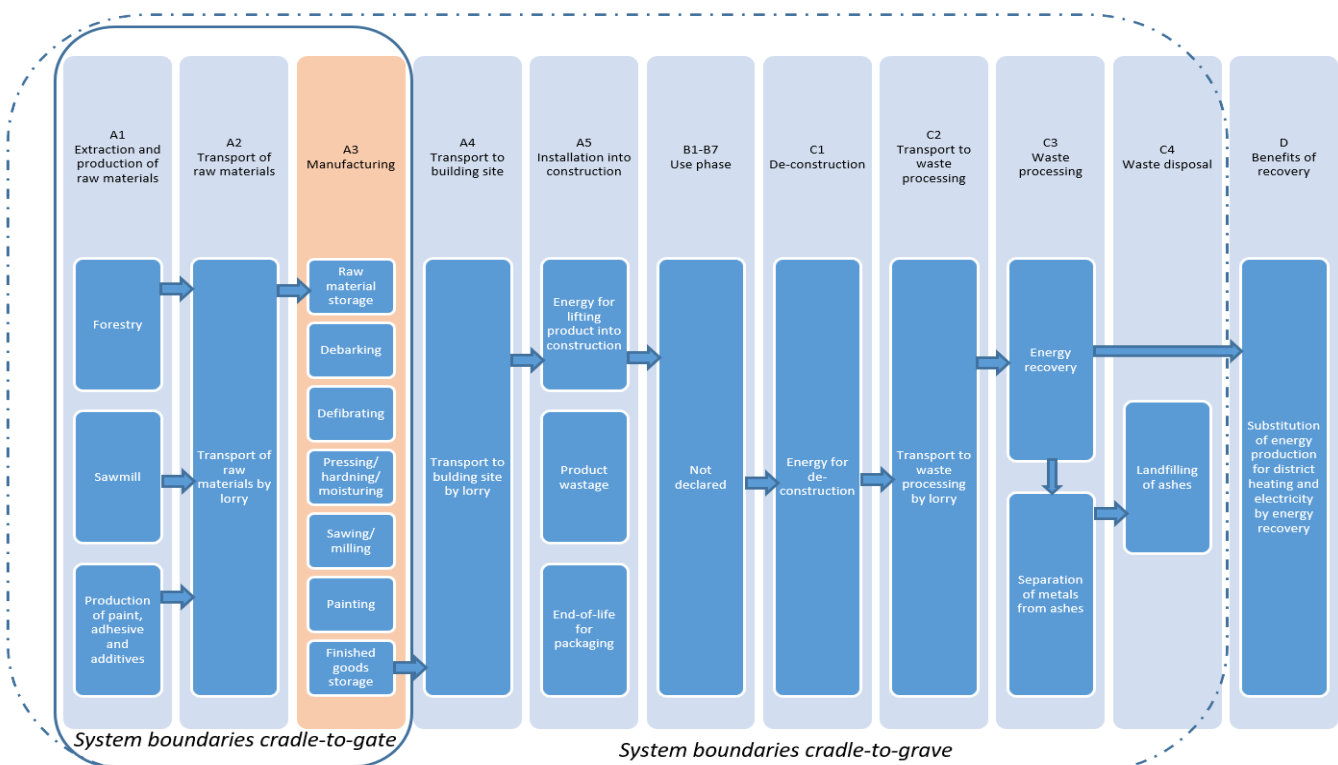 A1
Extraction and
production of
raw materials
A2
Transport of
raw materials
A3
Manufacturing
A4
Transport to
building site
A5
Installation into
construction
B1-B7
Use phase
C1
De-construction
C2
Transport to
waste
processing
C3
Waste
processing
C4
Waste disposal
D
Benefits of
recovery
Forestry
Sawmill
Production
of paint,
adhesive
and
additives
Transport of
raw
materials by
lorry
Raw
material
storage
Debarking
Defibrating
Pressing/
hardning/
moisturing
Sawing/
milling
Painting
Finished
goods
storage
Transport to
bulding site
by lorry
Energy for
lifting
product into
construction
Product
wastage
End-of-life
for
packaging
Not
declared
Energy for
de-
construction
Transport to
waste
processing
by lorry
Energy
recovery
Separation
of metals
from ashes
Landfilling
of ashes
Substitution
of energy
production
for district
heating and
electricity
by energy
recovery
System boundaries cradle-to-gate
System boundaries cradle-to-grave